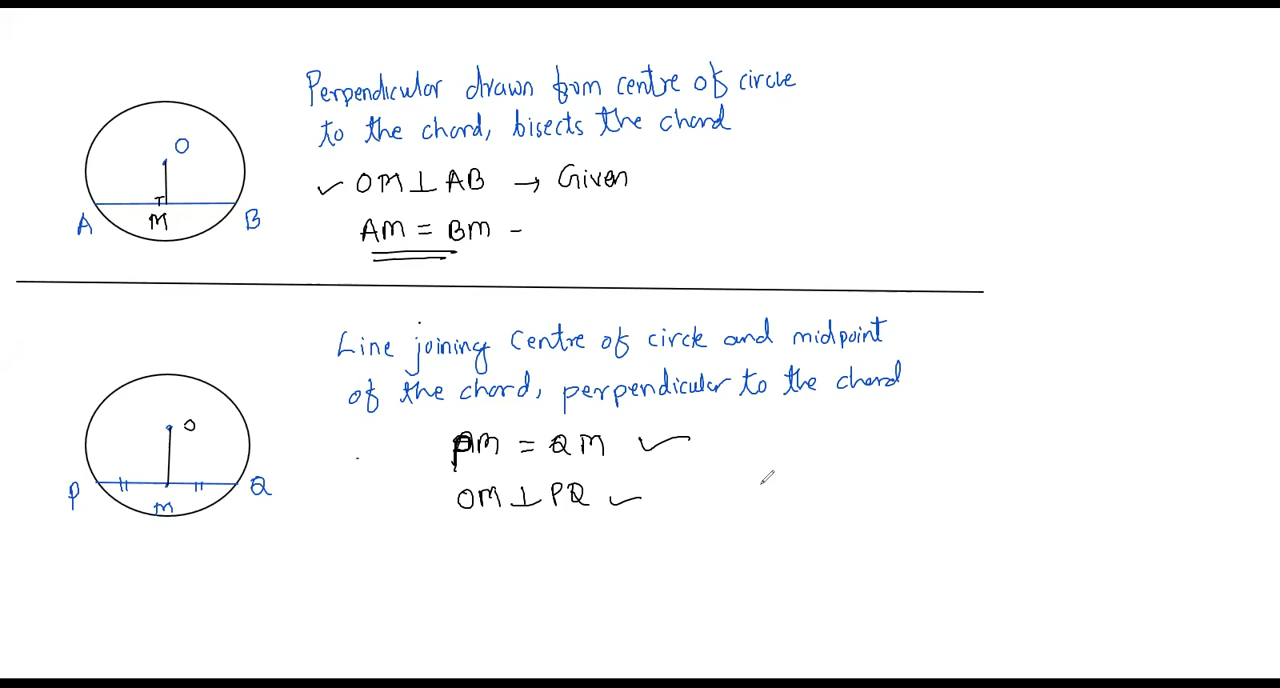 Perpendicular drawn from centre of circle
to the chord, bisects the chord
O
✓ OM ⊥ AB → Given
A M B
AM = BM -
Line joining centre of circle and midpoint
of the chord, perpendicular to the chord
O
PM = QM ✓
P M Q
OM ⊥ PQ ✓